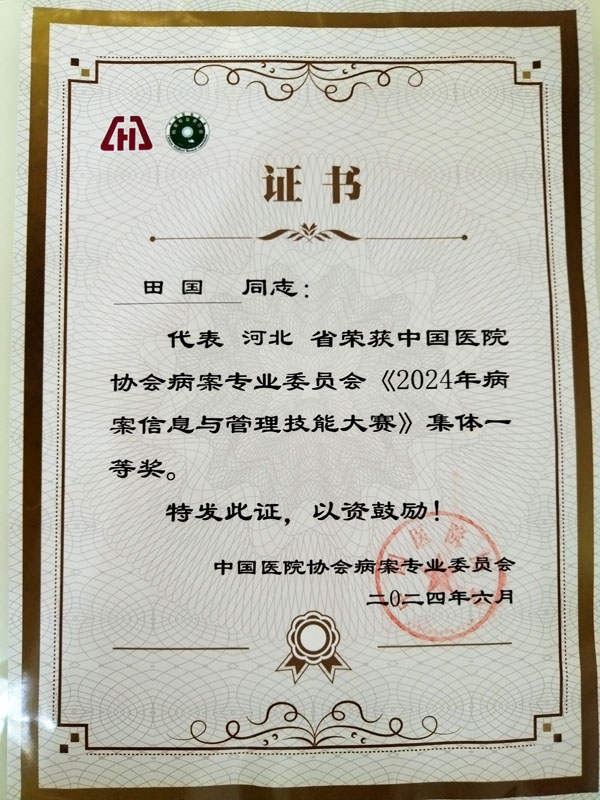 证书
田国 同志：
代表 河北 省荣获中国医院
协会病案专业委员会《2024年病
案信息与管理技能大赛》集体一
等奖。
特发此证，以资鼓励！
中国医院协会病案专业委员会
二〇二四年六月